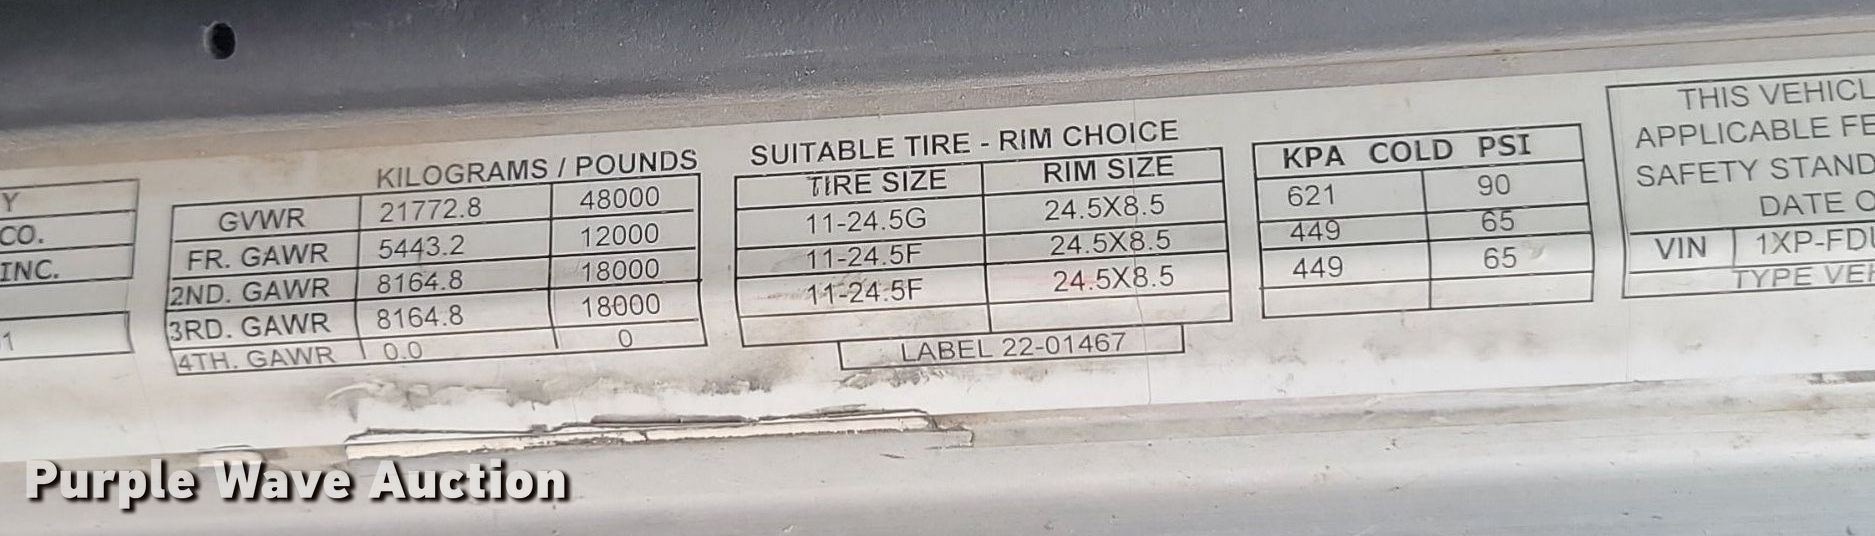 Y
CO.
INC.
1
KILOGRAMS / POUNDS
GVWR 21772.8 48000
FR. GAWR 5443.2 12000
2ND. GAWR 8164.8 18000
3RD. GAWR 8164.8 18000
4TH. GAWR 0.0 0
SUITABLE TIRE - RIM CHOICE
TIRE SIZE RIM SIZE
11-24.5G 24.5X8.5
11-24.5F 24.5X8.5
11-24.5F 24.5X8.5
LABEL 22-01467
KPA COLD PSI
621 90
449 65
449 65
THIS VEHICL
APPLICABLE FE
SAFETY STAND
DATE O
VIN 1XP-FDU
TYPE VEH
Purple Wave Auction